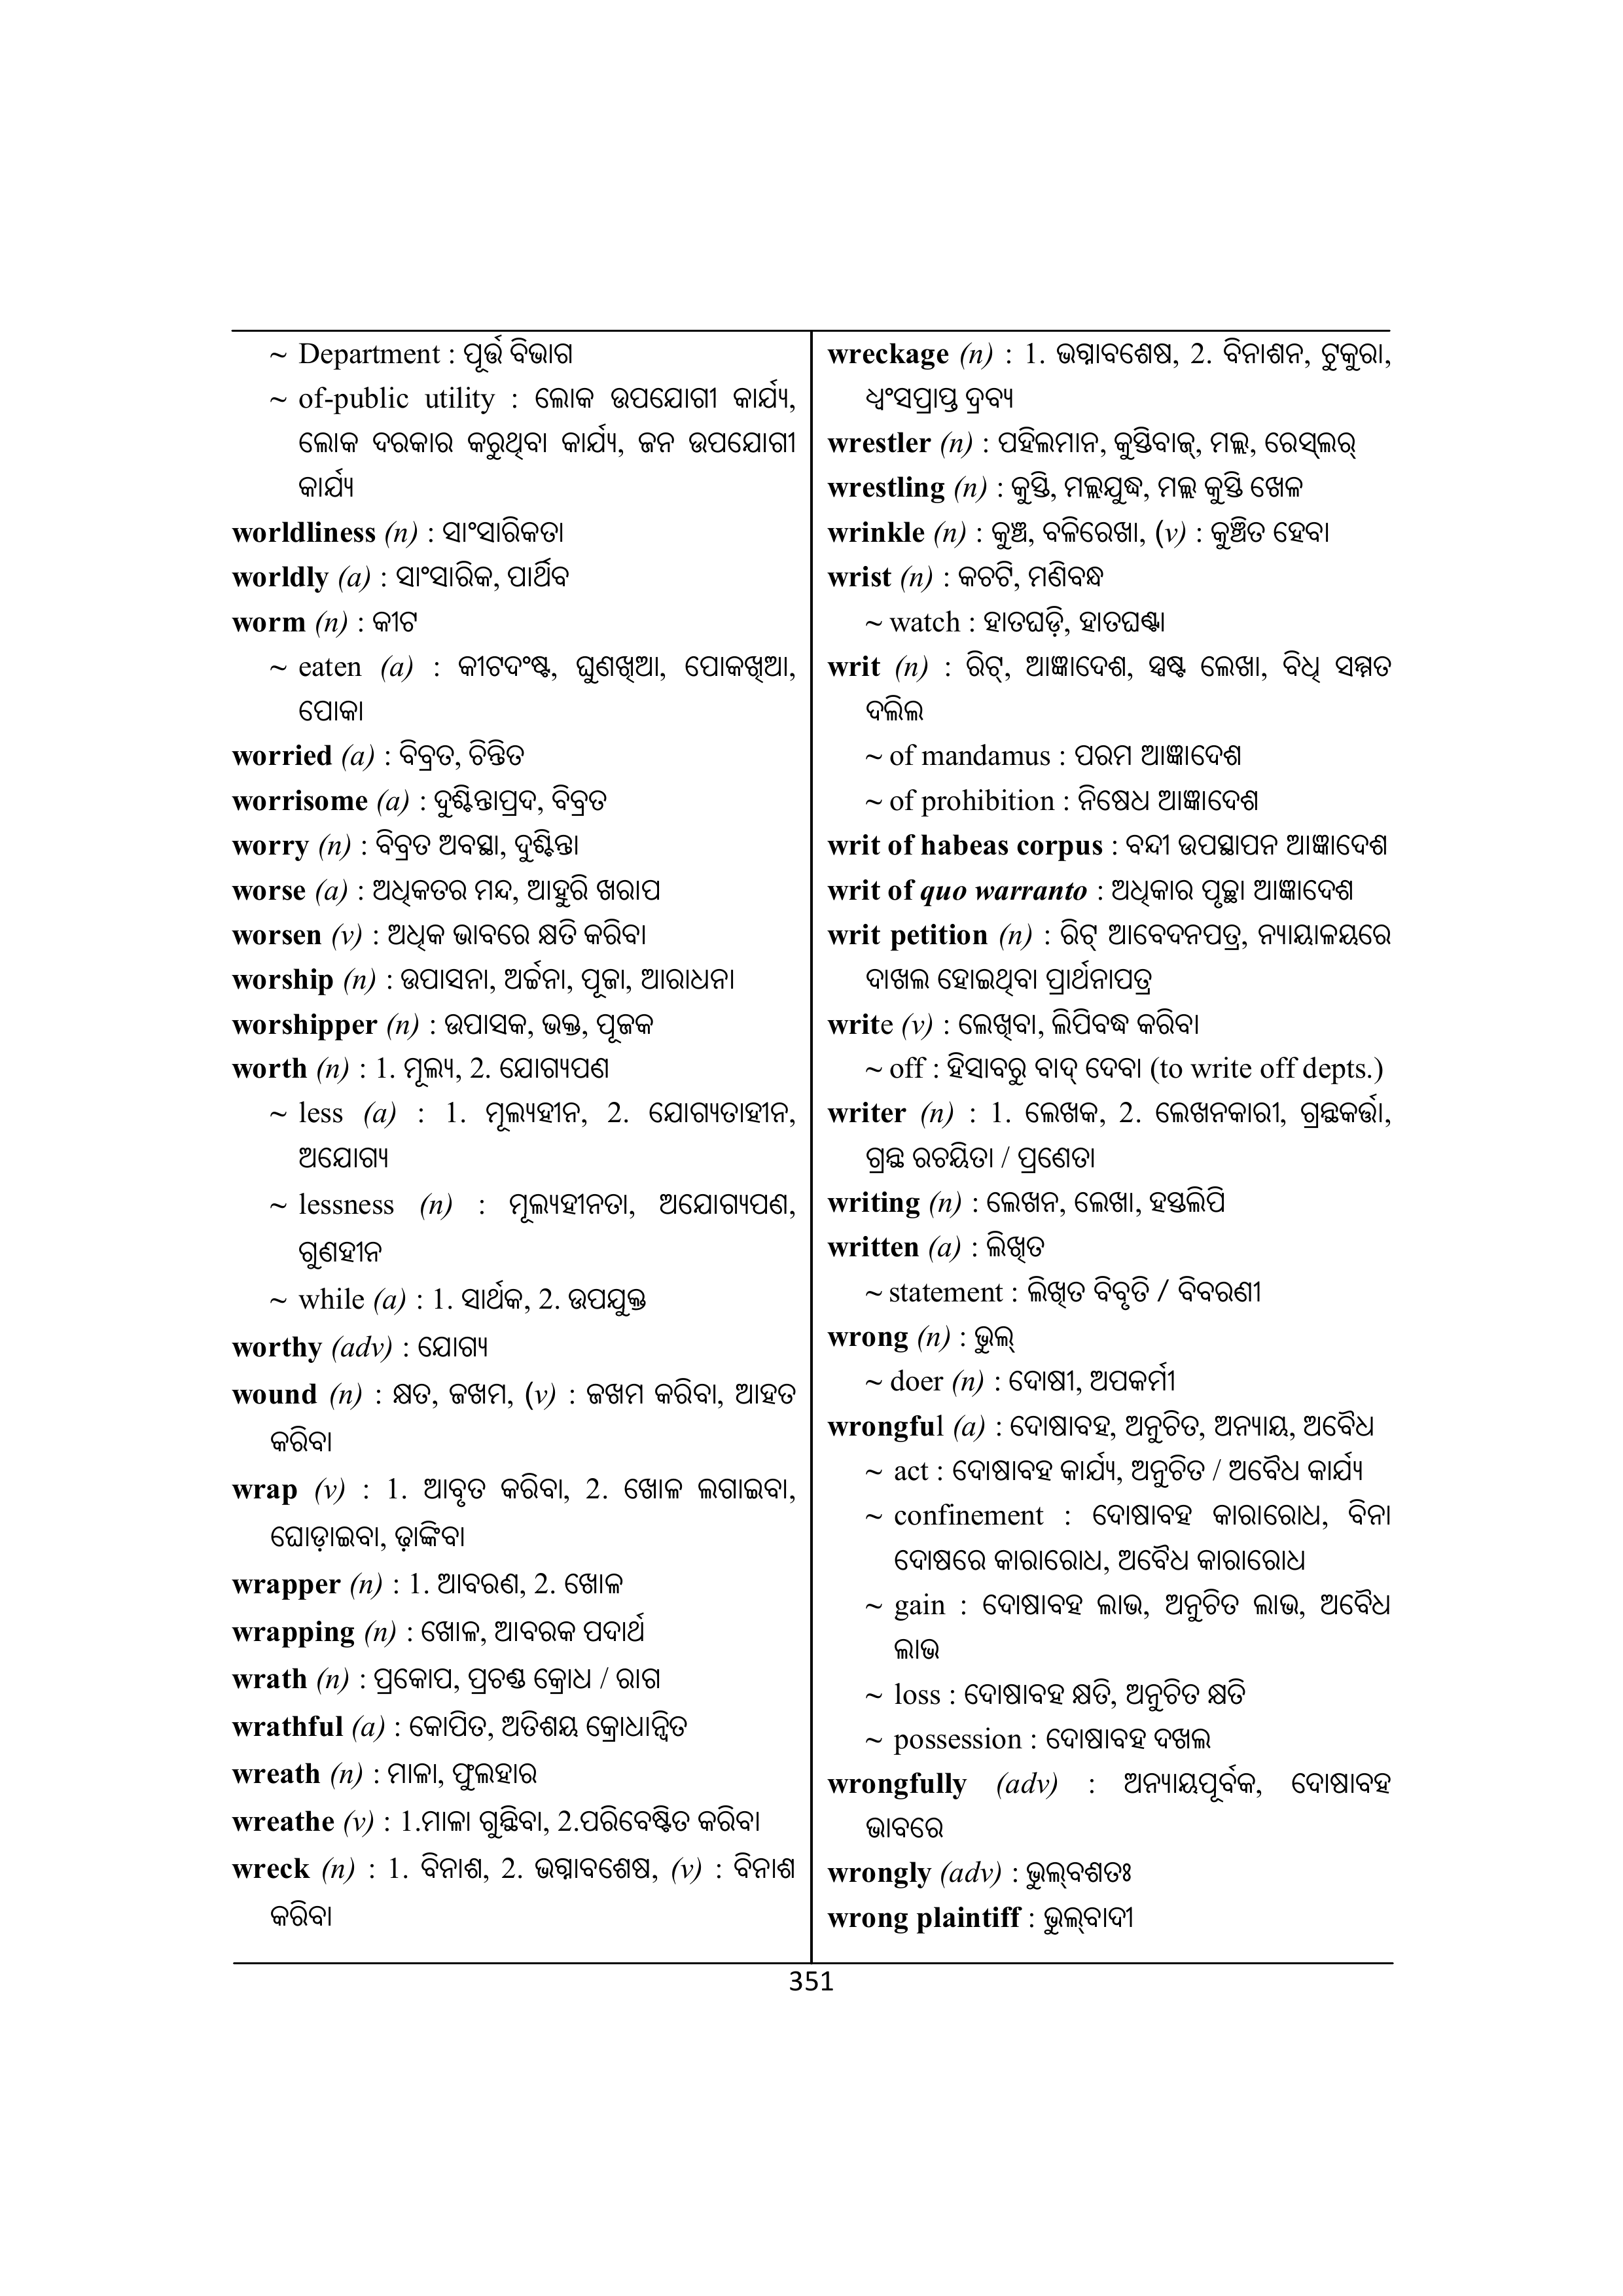 ~ Department : ପୂର୍ତ୍ତ ବିଭାଗ
~ of-public utility : ଲୋକ ଉପଯୋଗୀ କାର୍ଯ୍ୟ,
ଲୋକ ଦରକାର କରୁଥିବା କାର୍ଯ୍ୟ, ଜନ ଉପଯୋଗୀ
କାର୍ଯ୍ୟ
worldliness (n) : ସାଂସାରିକତା
worldly (a) : ସାଂସାରିକ, ପାର୍ଥିବ
worm (n) : କୀଟ
~ eaten (a) : କୀଟଦଂଷ୍ଟ, ଘୁଣଖିଆ, ପୋକଖିଆ,
ପୋକା
worried (a) : ବିବ୍ରତ, ଚିନ୍ତିତ
worrisome (a) : ଦୁଶ୍ଚିନ୍ତାପ୍ରଦ, ବିବ୍ରତ
worry (n) : ବିବ୍ରତ ଅବସ୍ଥା, ଦୁଶ୍ଚିନ୍ତା
worse (a) : ଅଧିକତର ମନ୍ଦ, ଆହୁରି ଖରାପ
worsen (v) : ଅଧିକ ଭାବରେ କ୍ଷତି କରିବା
worship (n) : ଉପାସନା, ଅର୍ଚ୍ଚନା, ପୂଜା, ଆରାଧନା
worshipper (n) : ଉପାସକ, ଭକ୍ତ, ପୂଜକ
worth (n) : 1. ମୂଲ୍ୟ, 2. ଯୋଗ୍ୟପଣ
~ less (a) : 1. ମୂଲ୍ୟହୀନ, 2. ଯୋଗ୍ୟତାହୀନ,
ଅଯୋଗ୍ୟ
~ lessness (n) : ମୂଲ୍ୟହୀନତା, ଅଯୋଗ୍ୟପଣ,
ଗୁଣହୀନ
~ while (a) : 1. ସାର୍ଥକ, 2. ଉପଯୁକ୍ତ
worthy (adv) : ଯୋଗ୍ୟ
wound (n) : କ୍ଷତ, ଜଖମ, (v) : ଜଖମ କରିବା, ଆହତ
କରିବା
wrap (v) : 1. ଆବୃତ କରିବା, 2. ଖୋଳ ଲଗାଇବା,
ଘୋଡ଼ାଇବା, ଢ଼ାଙ୍କିବା
wrapper (n) : 1. ଆବରଣ, 2. ଖୋଳ
wrapping (n) : ଖୋଳ, ଆବରକ ପଦାର୍ଥ
wrath (n) : ପ୍ରକୋପ, ପ୍ରଚଣ୍ଡ କ୍ରୋଧ / ରାଗ
wrathful (a) : କୋପିତ, ଅତିଶୟ କ୍ରୋଧାନ୍ୱିତ
wreath (n) : ମାଳା, ଫୁଲହାର
wreathe (v) : 1.ମାଳା ଗୁନ୍ଥିବା, 2.ପରିବେଷ୍ଟିତ କରିବା
wreck (n) : 1. ବିନାଶ, 2. ଭଗ୍ନାବଶେଷ, (v) : ବିନାଶ
କରିବା
wreckage (n) : 1. ଭଗ୍ନାବଶେଷ, 2. ବିନାଶନ, ଟୁକୁରା,
ଧ୍ୱଂସପ୍ରାପ୍ତ ଦ୍ରବ୍ୟ
wrestler (n) : ପହିଲମାନ, କୁସ୍ତିବାଜ୍, ମଲ୍ଲ, ରେସ୍‌ଲର୍
wrestling (n) : କୁସ୍ତି, ମଲ୍ଲଯୁଦ୍ଧ, ମଲ୍ଲ କୁସ୍ତି ଖେଳ
wrinkle (n) : କୁଞ୍ଚ, ବଳିରେଖା, (v) : କୁଞ୍ଚିତ ହେବା
wrist (n) : କଚଟି, ମଣିବନ୍ଧ
~ watch : ହାତଘଡ଼ି, ହାତଘଣ୍ଟା
writ (n) : ରିଟ୍, ଆଜ୍ଞାଦେଶ, ସ୍ପଷ୍ଟ ଲେଖା, ବିଧି ସମ୍ମତ
ଦଲିଲ
~ of mandamus : ପରମ ଆଜ୍ଞାଦେଶ
~ of prohibition : ନିଷେଧ ଆଜ୍ଞାଦେଶ
writ of habeas corpus : ବନ୍ଦୀ ଉପସ୍ଥାପନ ଆଜ୍ଞାଦେଶ
writ of quo warranto : ଅଧିକାର ପୃଚ୍ଛା ଆଜ୍ଞାଦେଶ
writ petition (n) : ରିଟ୍ ଆବେଦନପତ୍ର, ନ୍ୟାୟାଳୟରେ
ଦାଖଲ ହୋଇଥିବା ପ୍ରାର୍ଥନାପତ୍ର
write (v) : ଲେଖିବା, ଲିପିବଦ୍ଧ କରିବା
~ off : ହିସାବରୁ ବାଦ୍ ଦେବା (to write off depts.)
writer (n) : 1. ଲେଖକ, 2. ଲେଖନକାରୀ, ଗ୍ରନ୍ଥକର୍ତ୍ତା,
ଗ୍ରନ୍ଥ ରଚୟିତା / ପ୍ରଣେତା
writing (n) : ଲେଖନ, ଲେଖା, ହସ୍ତଲିପି
written (a) : ଲିଖିତ
~ statement : ଲିଖିତ ବିବୃତି / ବିବରଣୀ
wrong (n) : ଭୁଲ୍
~ doer (n) : ଦୋଷୀ, ଅପକର୍ମୀ
wrongful (a) : ଦୋଷାବହ, ଅନୁଚିତ, ଅନ୍ୟାୟ, ଅବୈଧ
~ act : ଦୋଷାବହ କାର୍ଯ୍ୟ, ଅନୁଚିତ / ଅବୈଧ କାର୍ଯ୍ୟ
~ confinement : ଦୋଷାବହ କାରାରୋଧ, ବିନା
ଦୋଷରେ କାରାରୋଧ, ଅବୈଧ କାରାରୋଧ
~ gain : ଦୋଷାବହ ଲାଭ, ଅନୁଚିତ ଲାଭ, ଅବୈଧ
ଲାଭ
~ loss : ଦୋଷାବହ କ୍ଷତି, ଅନୁଚିତ କ୍ଷତି
~ possession : ଦୋଷାବହ ଦଖଲ
wrongfully (adv) : ଅନ୍ୟାୟପୂର୍ବକ, ଦୋଷାବହ
ଭାବରେ
wrongly (adv) : ଭୁଲ୍‌ବଶତଃ
wrong plaintiff : ଭୁଲ୍‌ବାଦୀ
351